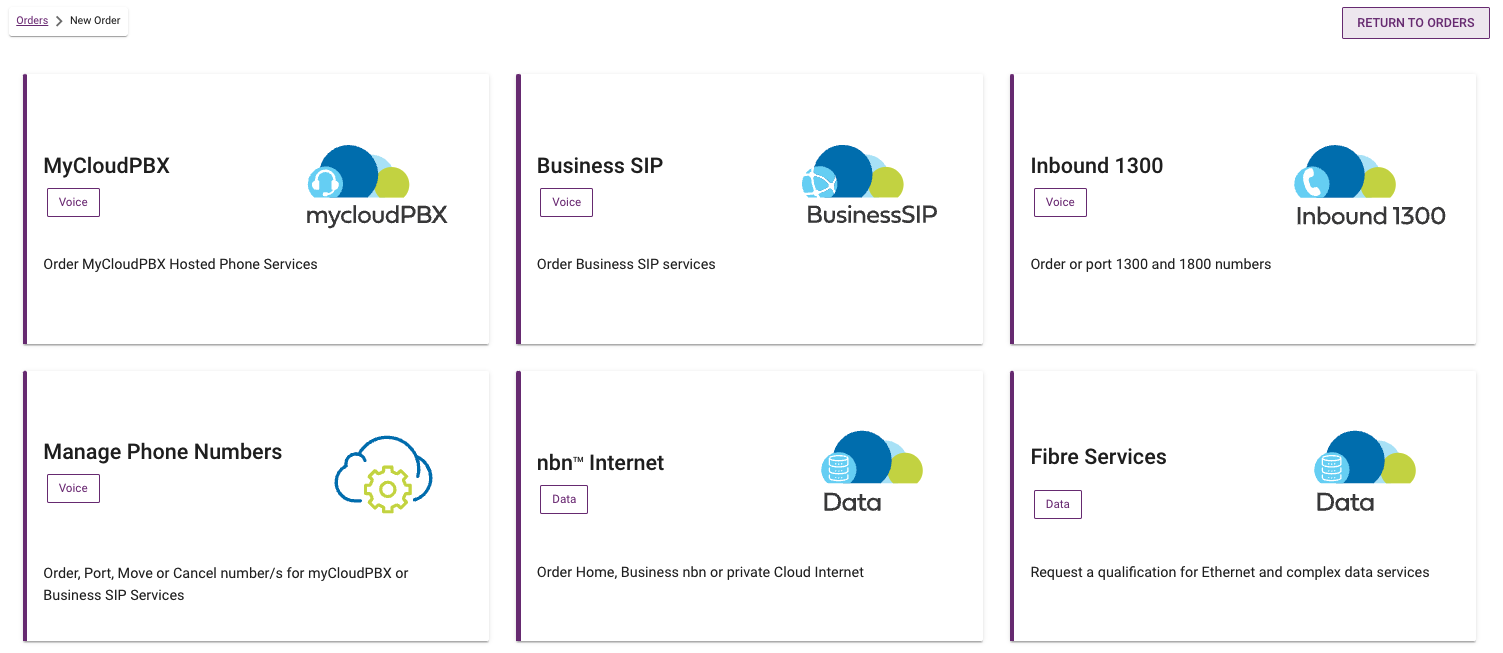 Orders > New Order
RETURN TO ORDERS
MyCloudPBX
Voice
mycloudPBX
Order MyCloudPBX Hosted Phone Services
Business SIP
Voice
BusinessSIP
Order Business SIP services
Inbound 1300
Voice
Inbound 1300
Order or port 1300 and 1800 numbers
Manage Phone Numbers
Voice
Order, Port, Move or Cancel number/s for myCloudPBX or
Business SIP Services
nbn™ Internet
Data
Data
Order Home, Business nbn or private Cloud Internet
Fibre Services
Data
Data
Request a qualification for Ethernet and complex data services